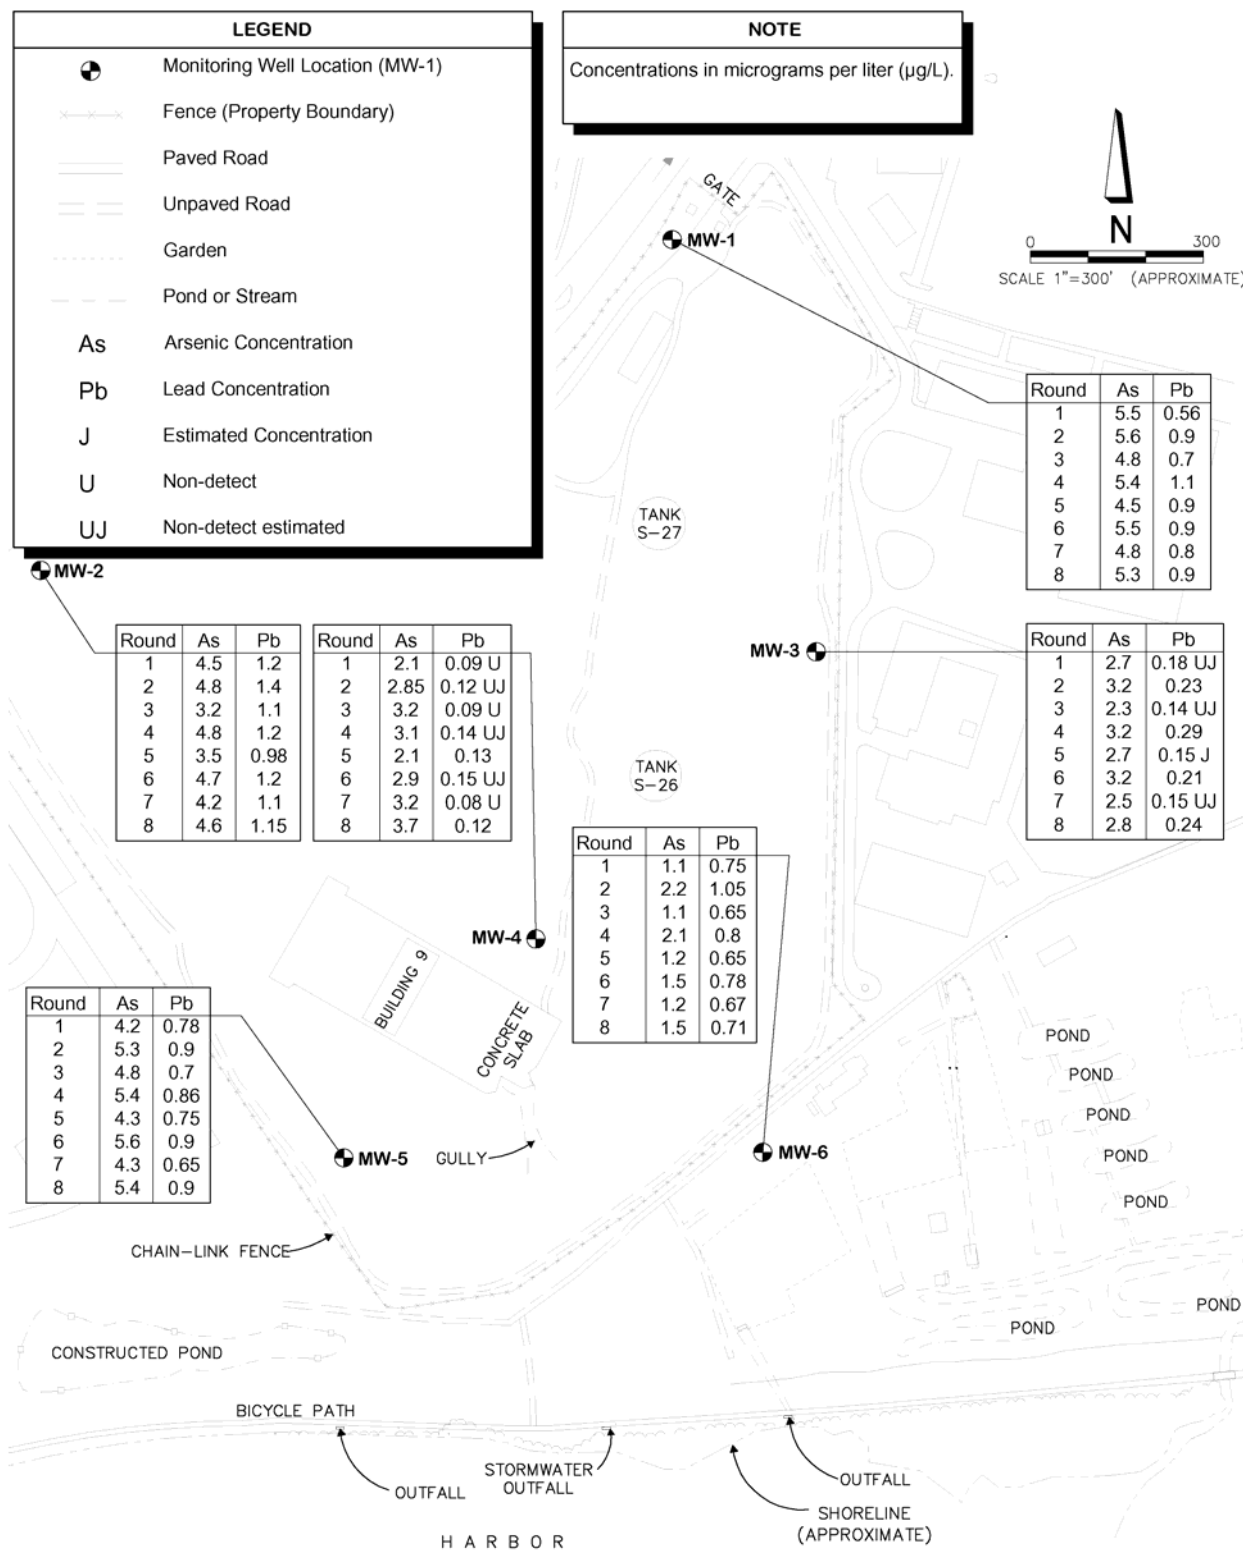 LEGEND
Monitoring Well Location (MW-1)
Fence (Property Boundary)
Paved Road
Unpaved Road
Garden
Pond or Stream
As Arsenic Concentration
Pb Lead Concentration
J Estimated Concentration
U Non-detect
UJ Non-detect estimated
NOTE
Concentrations in micrograms per liter (µg/L).
N
0 300
SCALE 1"=300' (APPROXIMATE)
GATE
MW-1
Round As Pb
1 5.5 0.56
2 5.6 0.9
3 4.8 0.7
4 5.4 1.1
5 4.5 0.9
6 5.5 0.9
7 4.8 0.8
8 5.3 0.9
TANK
S-27
MW-2
Round As Pb
1 4.5 1.2
2 4.8 1.4
3 3.2 1.1
4 4.8 1.2
5 3.5 0.98
6 4.7 1.2
7 4.2 1.1
8 4.6 1.15
Round As Pb
1 2.1 0.09 U
2 2.85 0.12 UJ
3 3.2 0.09 U
4 3.1 0.14 UJ
5 2.1 0.13
6 2.9 0.15 UJ
7 3.2 0.08 U
8 3.7 0.12
MW-3
Round As Pb
1 2.7 0.18 UJ
2 3.2 0.23
3 2.3 0.14 UJ
4 3.2 0.29
5 2.7 0.15 J
6 3.2 0.21
7 2.5 0.15 UJ
8 2.8 0.24
TANK
S-26
Round As Pb
1 1.1 0.75
2 2.2 1.05
3 1.1 0.65
4 2.1 0.8
5 1.2 0.65
6 1.5 0.78
7 1.2 0.67
8 1.5 0.71
MW-4
BUILDING 9
CONCRETE
SLAB
Round As Pb
1 4.2 0.78
2 5.3 0.9
3 4.8 0.7
4 5.4 0.86
5 4.3 0.75
6 5.6 0.9
7 4.3 0.65
8 5.4 0.9
MW-5
GULLY
MW-6
POND
POND
POND
POND
POND
CHAIN-LINK FENCE
POND
POND
CONSTRUCTED POND
BICYCLE PATH
OUTFALL
STORMWATER
OUTFALL
OUTFALL
SHORELINE
(APPROXIMATE)
HARBOR